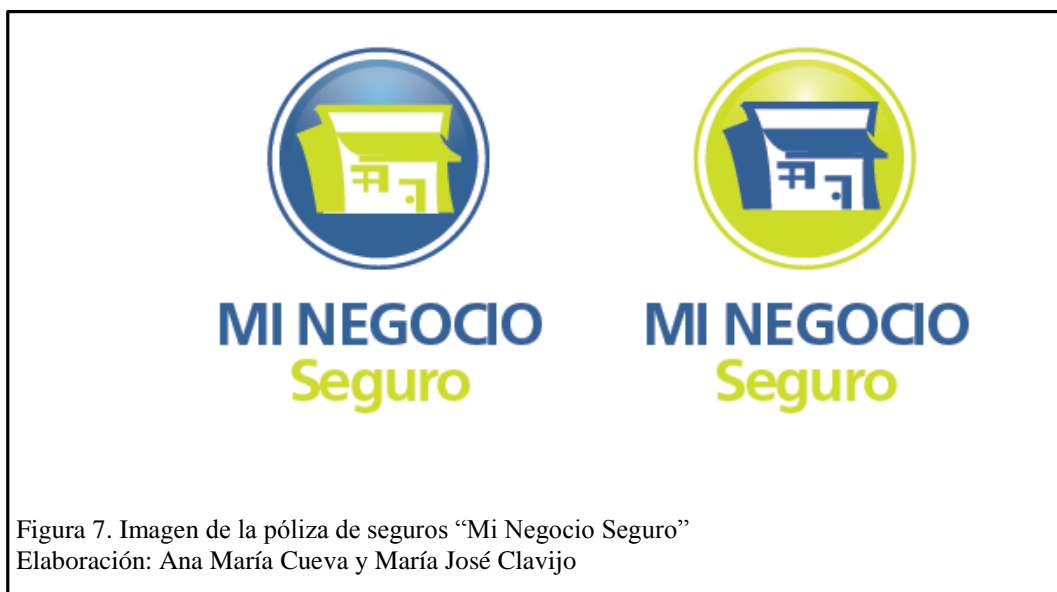 MI NEGOCIO
Seguro
MI NEGOCIO
Seguro
Figura 7. Imagen de la póliza de seguros “Mi Negocio Seguro”
Elaboración: Ana María Cueva y María José Clavijo